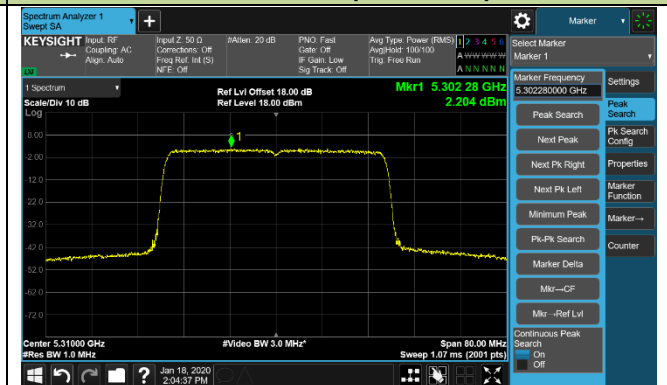 Spectrum Analyzer 1
Swept SA
+
Marker
KEYSIGHT
Input: RF
Coupling: AC
Align: Auto
Input Z: 50 Ω
Corrections: Off
Freq Ref: Int (S)
NFE: Off
#Atten: 20 dB
PNO: Fast
Gate: Off
IF Gain: Low
Sig Track: Off
Avg Type: Power (RMS)
Avg|Hold: 100/100
Trig: Free Run
1 2 3 4 5 6
A W W W W W
A N N N N N
Select Marker
Marker 1
LXI
1 Spectrum
Scale/Div 10 dB
Log
Ref Lvl Offset 18.00 dB
Ref Level 18.00 dBm
Mkr1 5.302 28 GHz
2.204 dBm
Marker Frequency
5.302280000 GHz
Settings
Peak Search
Peak
Search
Next Peak
Pk Search
Config
Next Pk Right
Properties
Next Pk Left
Marker
Function
Minimum Peak
Marker→
Pk-Pk Search
Counter
Marker Delta
Mkr→CF
Mkr→Ref Lvl
Continuous Peak
Search
On
Off
1
8.00
-2.00
-12.0
-22.0
-32.0
-42.0
-52.0
-62.0
-72.0
Center 5.31000 GHz
#Res BW 1.0 MHz
#Video BW 3.0 MHz*
Span 80.00 MHz
Sweep 1.07 ms (2001 pts)
?
Jan 18, 2020
2:04:37 PM